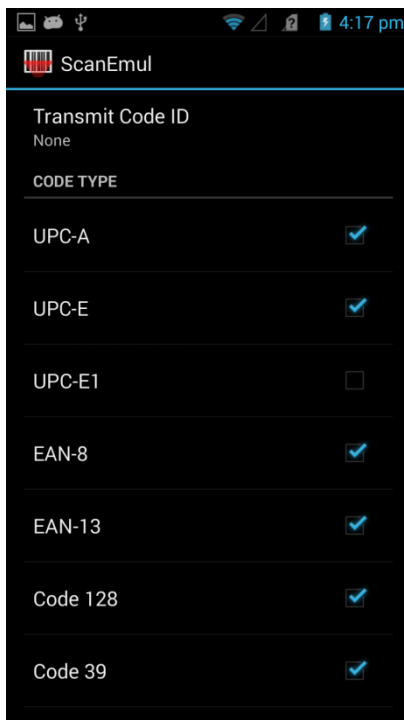 4:17 pm
ScanEmul
Transmit Code ID
None
CODE TYPE
UPC-A
UPC-E
UPC-E1
EAN-8
EAN-13
Code 128
Code 39